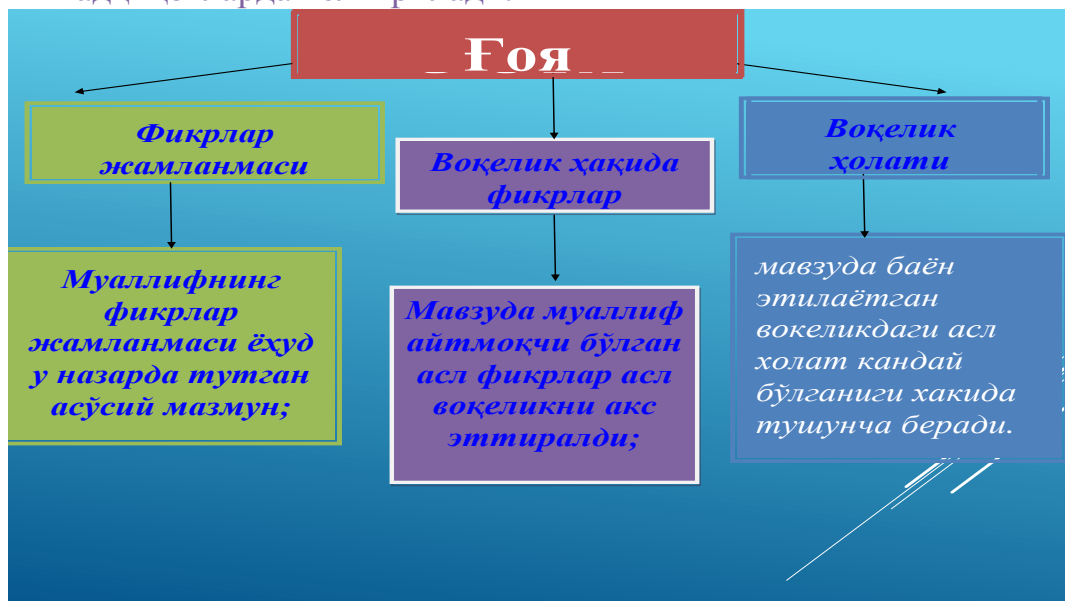 Ғоя
Фикрлар
жамланмаси
Воқелик ҳақида
фикрлар
Воқелик
ҳолати
Муаллифнинг
фикрлар
жамланмаси ёҳуд
у назарда тутган
асўсий мазмун;
Мавзуда муаллиф
айтмоқчи бўлган
асл фикрлар асл
воқеликни акс
эттиралди;
мавзуда баён
этилаётган
вокеликдаги асл
холат кандай
бўлганиги хакида
тушунча беради.